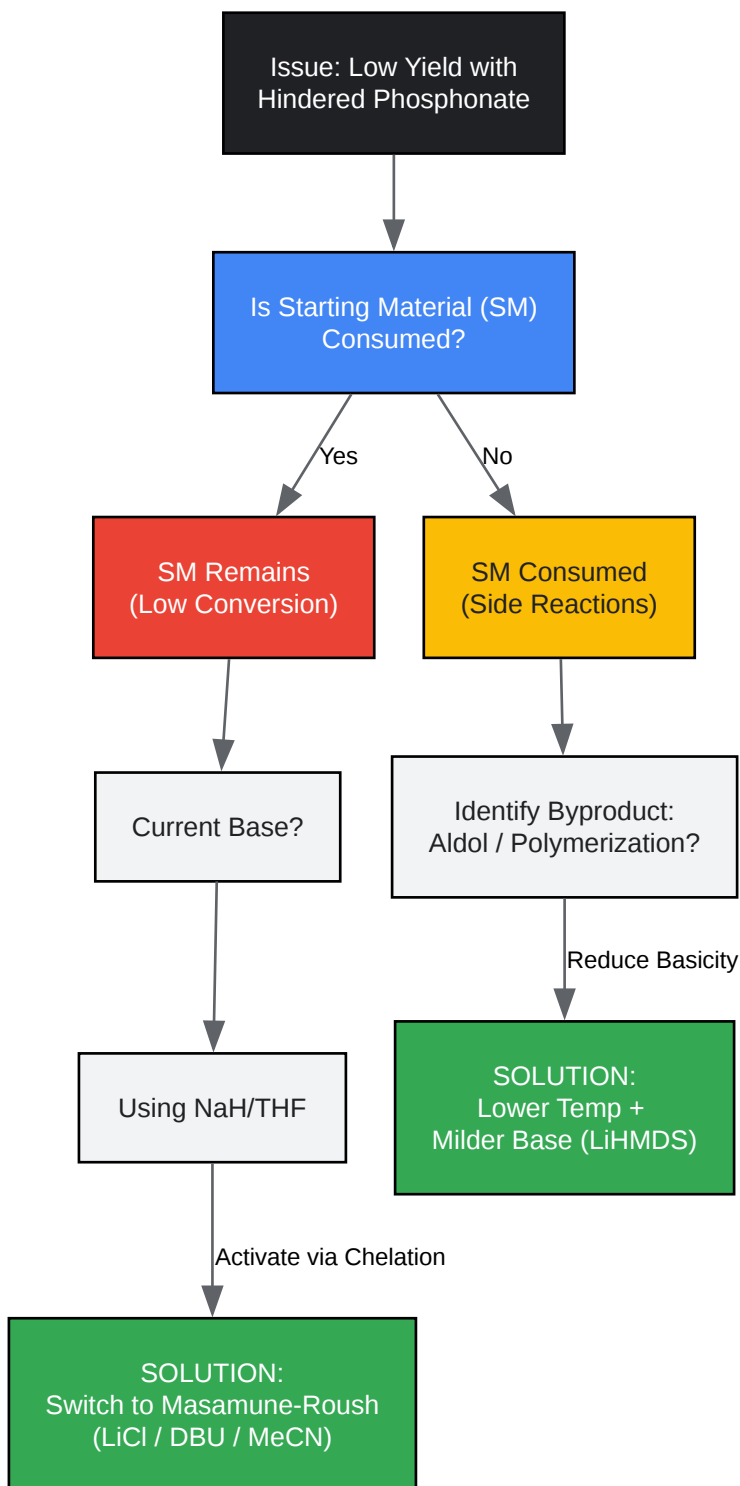 Issue: Low Yield with
Hindered Phosphonate
Is Starting Material (SM)
Consumed?
Yes
No
SM Remains
(Low Conversion)
SM Consumed
(Side Reactions)
Current Base?
Identify Byproduct:
Aldol / Polymerization?
Reduce Basicity
Using NaH/THF
SOLUTION:
Lower Temp +
Milder Base (LiHMDS)
Activate via Chelation
SOLUTION:
Switch to Masamune-Roush
(LiCl / DBU / MeCN)